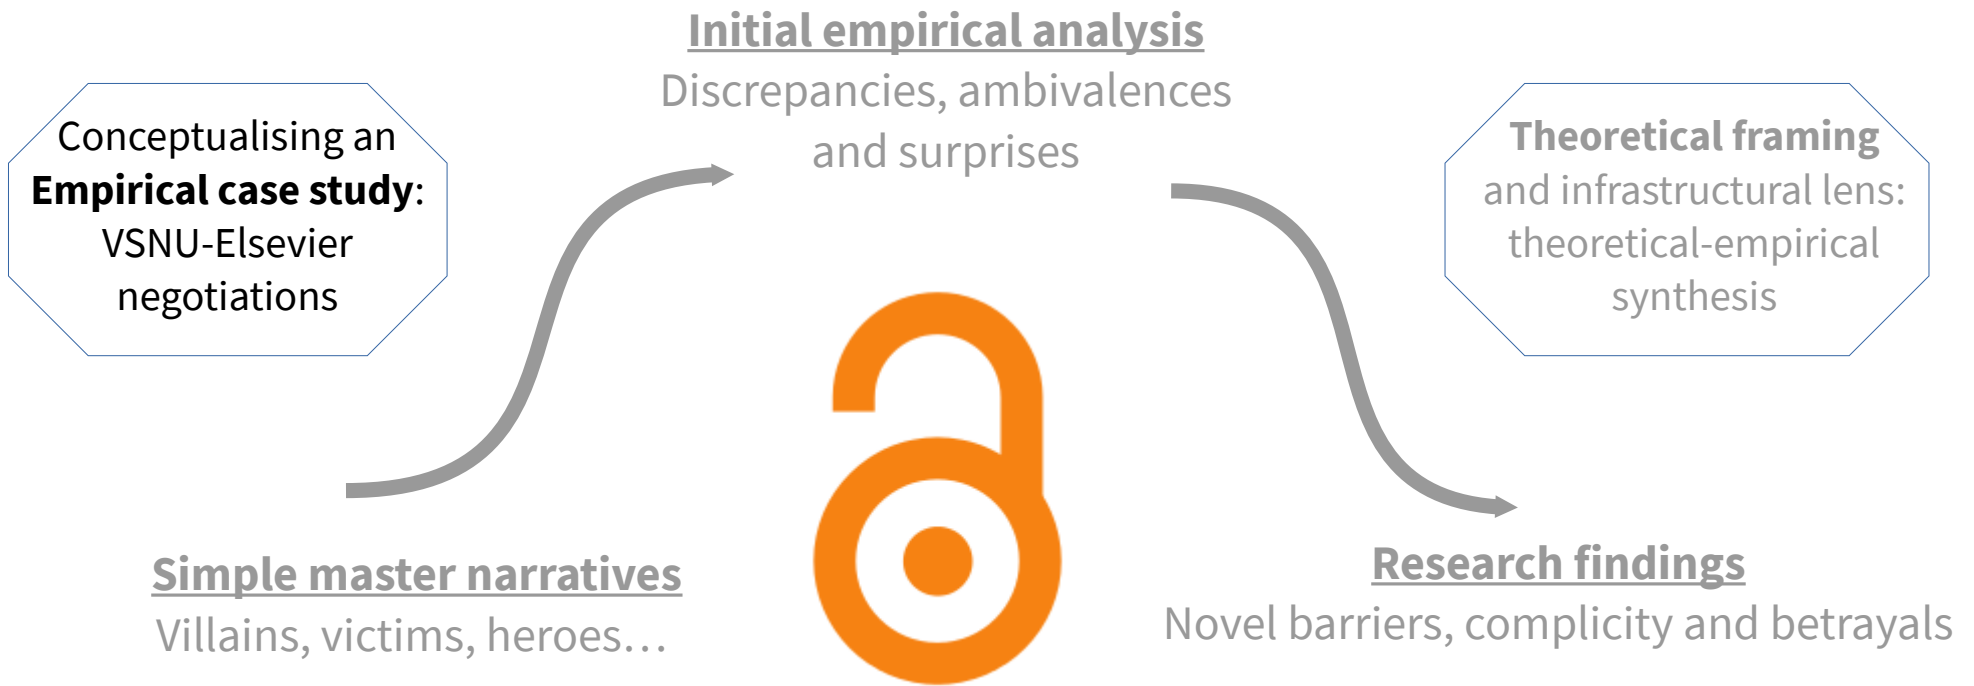 Initial empirical analysis
Discrepancies, ambivalences
and surprises
Conceptualising an
Empirical case study:
VSNU-Elsevier
negotiations
Theoretical framing
and infrastructural lens:
theoretical-empirical
synthesis
Simple master narratives
Villains, victims, heroes…
Research findings
Novel barriers, complicity and betrayals